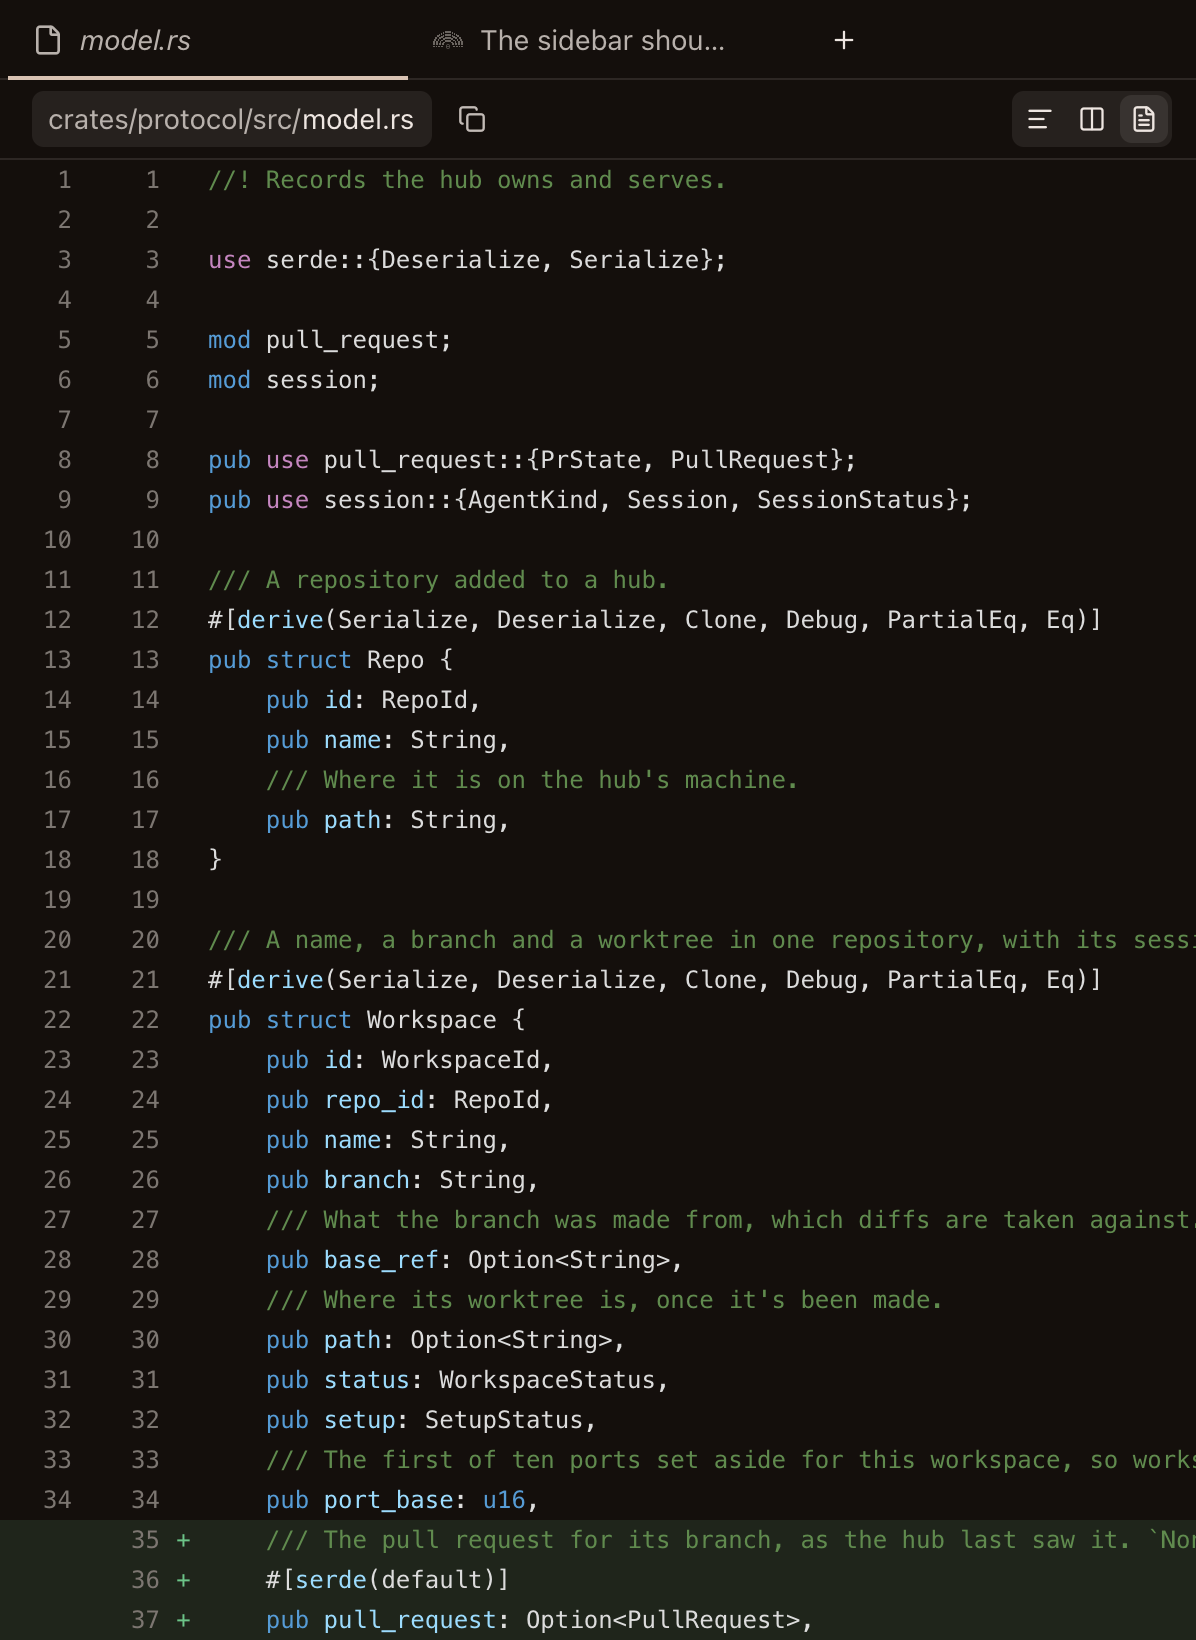 model.rs
The sidebar shou...
+
crates/protocol/src/model.rs
1 1 //! Records the hub owns and serves.
2 2
3 3 use serde::{Deserialize, Serialize};
4 4
5 5 mod pull_request;
6 6 mod session;
7 7
8 8 pub use pull_request::{PrState, PullRequest};
9 9 pub use session::{AgentKind, Session, SessionStatus};
10 10
11 11 /// A repository added to a hub.
12 12 #[derive(Serialize, Deserialize, Clone, Debug, PartialEq, Eq)]
13 13 pub struct Repo {
14 14     pub id: RepoId,
15 15     pub name: String,
16 16     /// Where it is on the hub's machine.
17 17     pub path: String,
18 18 }
19 19
20 20 /// A name, a branch and a worktree in one repository, with its sessi
21 21 #[derive(Serialize, Deserialize, Clone, Debug, PartialEq, Eq)]
22 22 pub struct Workspace {
23 23     pub id: WorkspaceId,
24 24     pub repo_id: RepoId,
25 25     pub name: String,
26 26     pub branch: String,
27 27     /// What the branch was made from, which diffs are taken against.
28 28     pub base_ref: Option<String>,
29 29     /// Where its worktree is, once it's been made.
30 30     pub path: Option<String>,
31 31     pub status: WorkspaceStatus,
32 32     pub setup: SetupStatus,
33 33     /// The first of ten ports set aside for this workspace, so works
34 34     pub port_base: u16,
35 +     /// The pull request for its branch, as the hub last saw it. `Non
36 +     #[serde(default)]
37 +     pub pull_request: Option<PullRequest>,